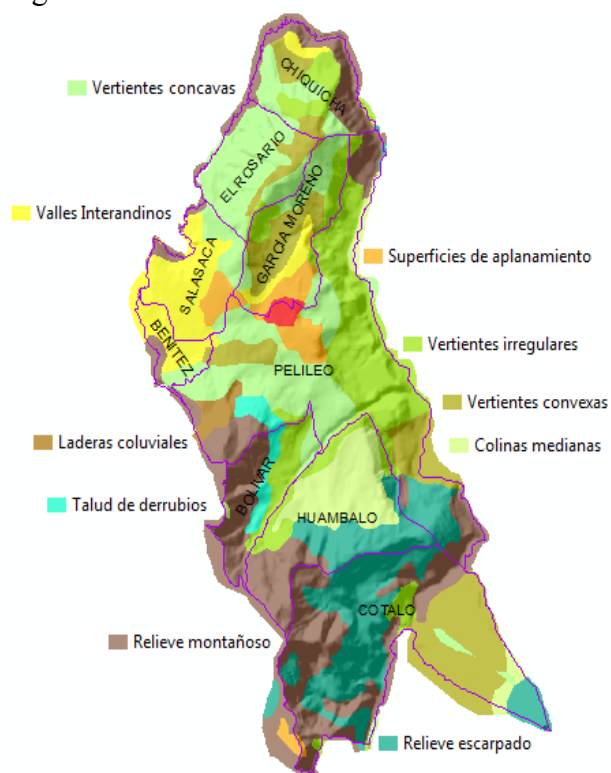 CHIQUICHA
Vertientes concavas
EL ROSARIO
GARCÍA MORENO
Valles Interandinos
SALASACA
Superficies de aplanamiento
BENITEZ
Vertientes irregulares
PELILEO
Vertientes convexas
Laderas coluviales
Colinas medianas
BOLIVAR
Talud de derrubios
HUAMBALO
COTALO
Relieve montañoso
Relieve escarpado